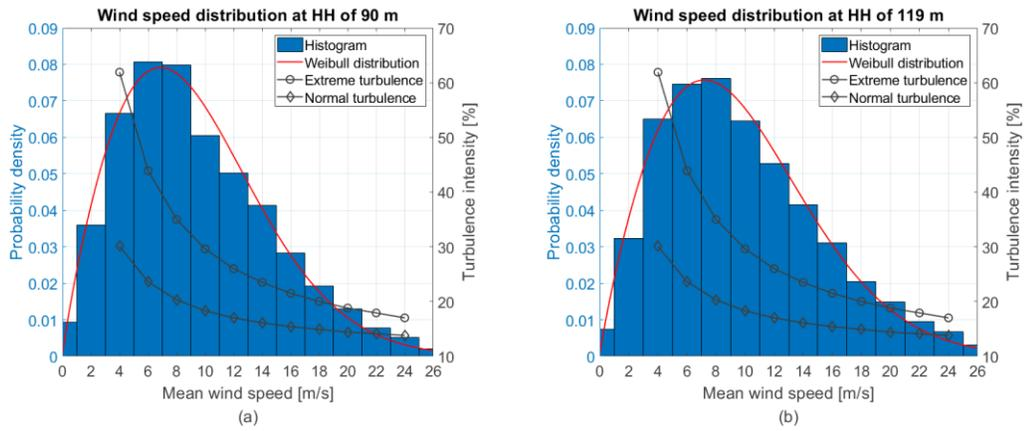 Wind speed distribution at HH of 90 m
0.09
0.08
0.07
0.06
0.05
0.04
0.03
0.02
0.01
0
Probability density
Histogram
Weibull distribution
Extreme turbulence
Normal turbulence
70
60
50
40
30
20
10
Turbulence intensity [%]
0 2 4 6 8 10 12 14 16 18 20 22 24 26
Mean wind speed [m/s]
(a)
Wind speed distribution at HH of 119 m
0.09
0.08
0.07
0.06
0.05
0.04
0.03
0.02
0.01
0
Probability density
Histogram
Weibull distribution
Extreme turbulence
Normal turbulence
70
60
50
40
30
20
10
Turbulence intensity [%]
0 2 4 6 8 10 12 14 16 18 20 22 24 26
Mean wind speed [m/s]
(b)